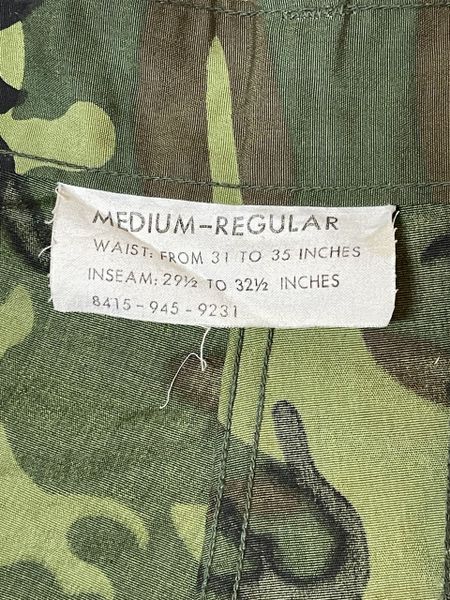 MEDIUM-REGULAR
WAIST: FROM 31 TO 35 INCHES
INSEAM: 29½ TO 32½ INCHES
8415-945-9231